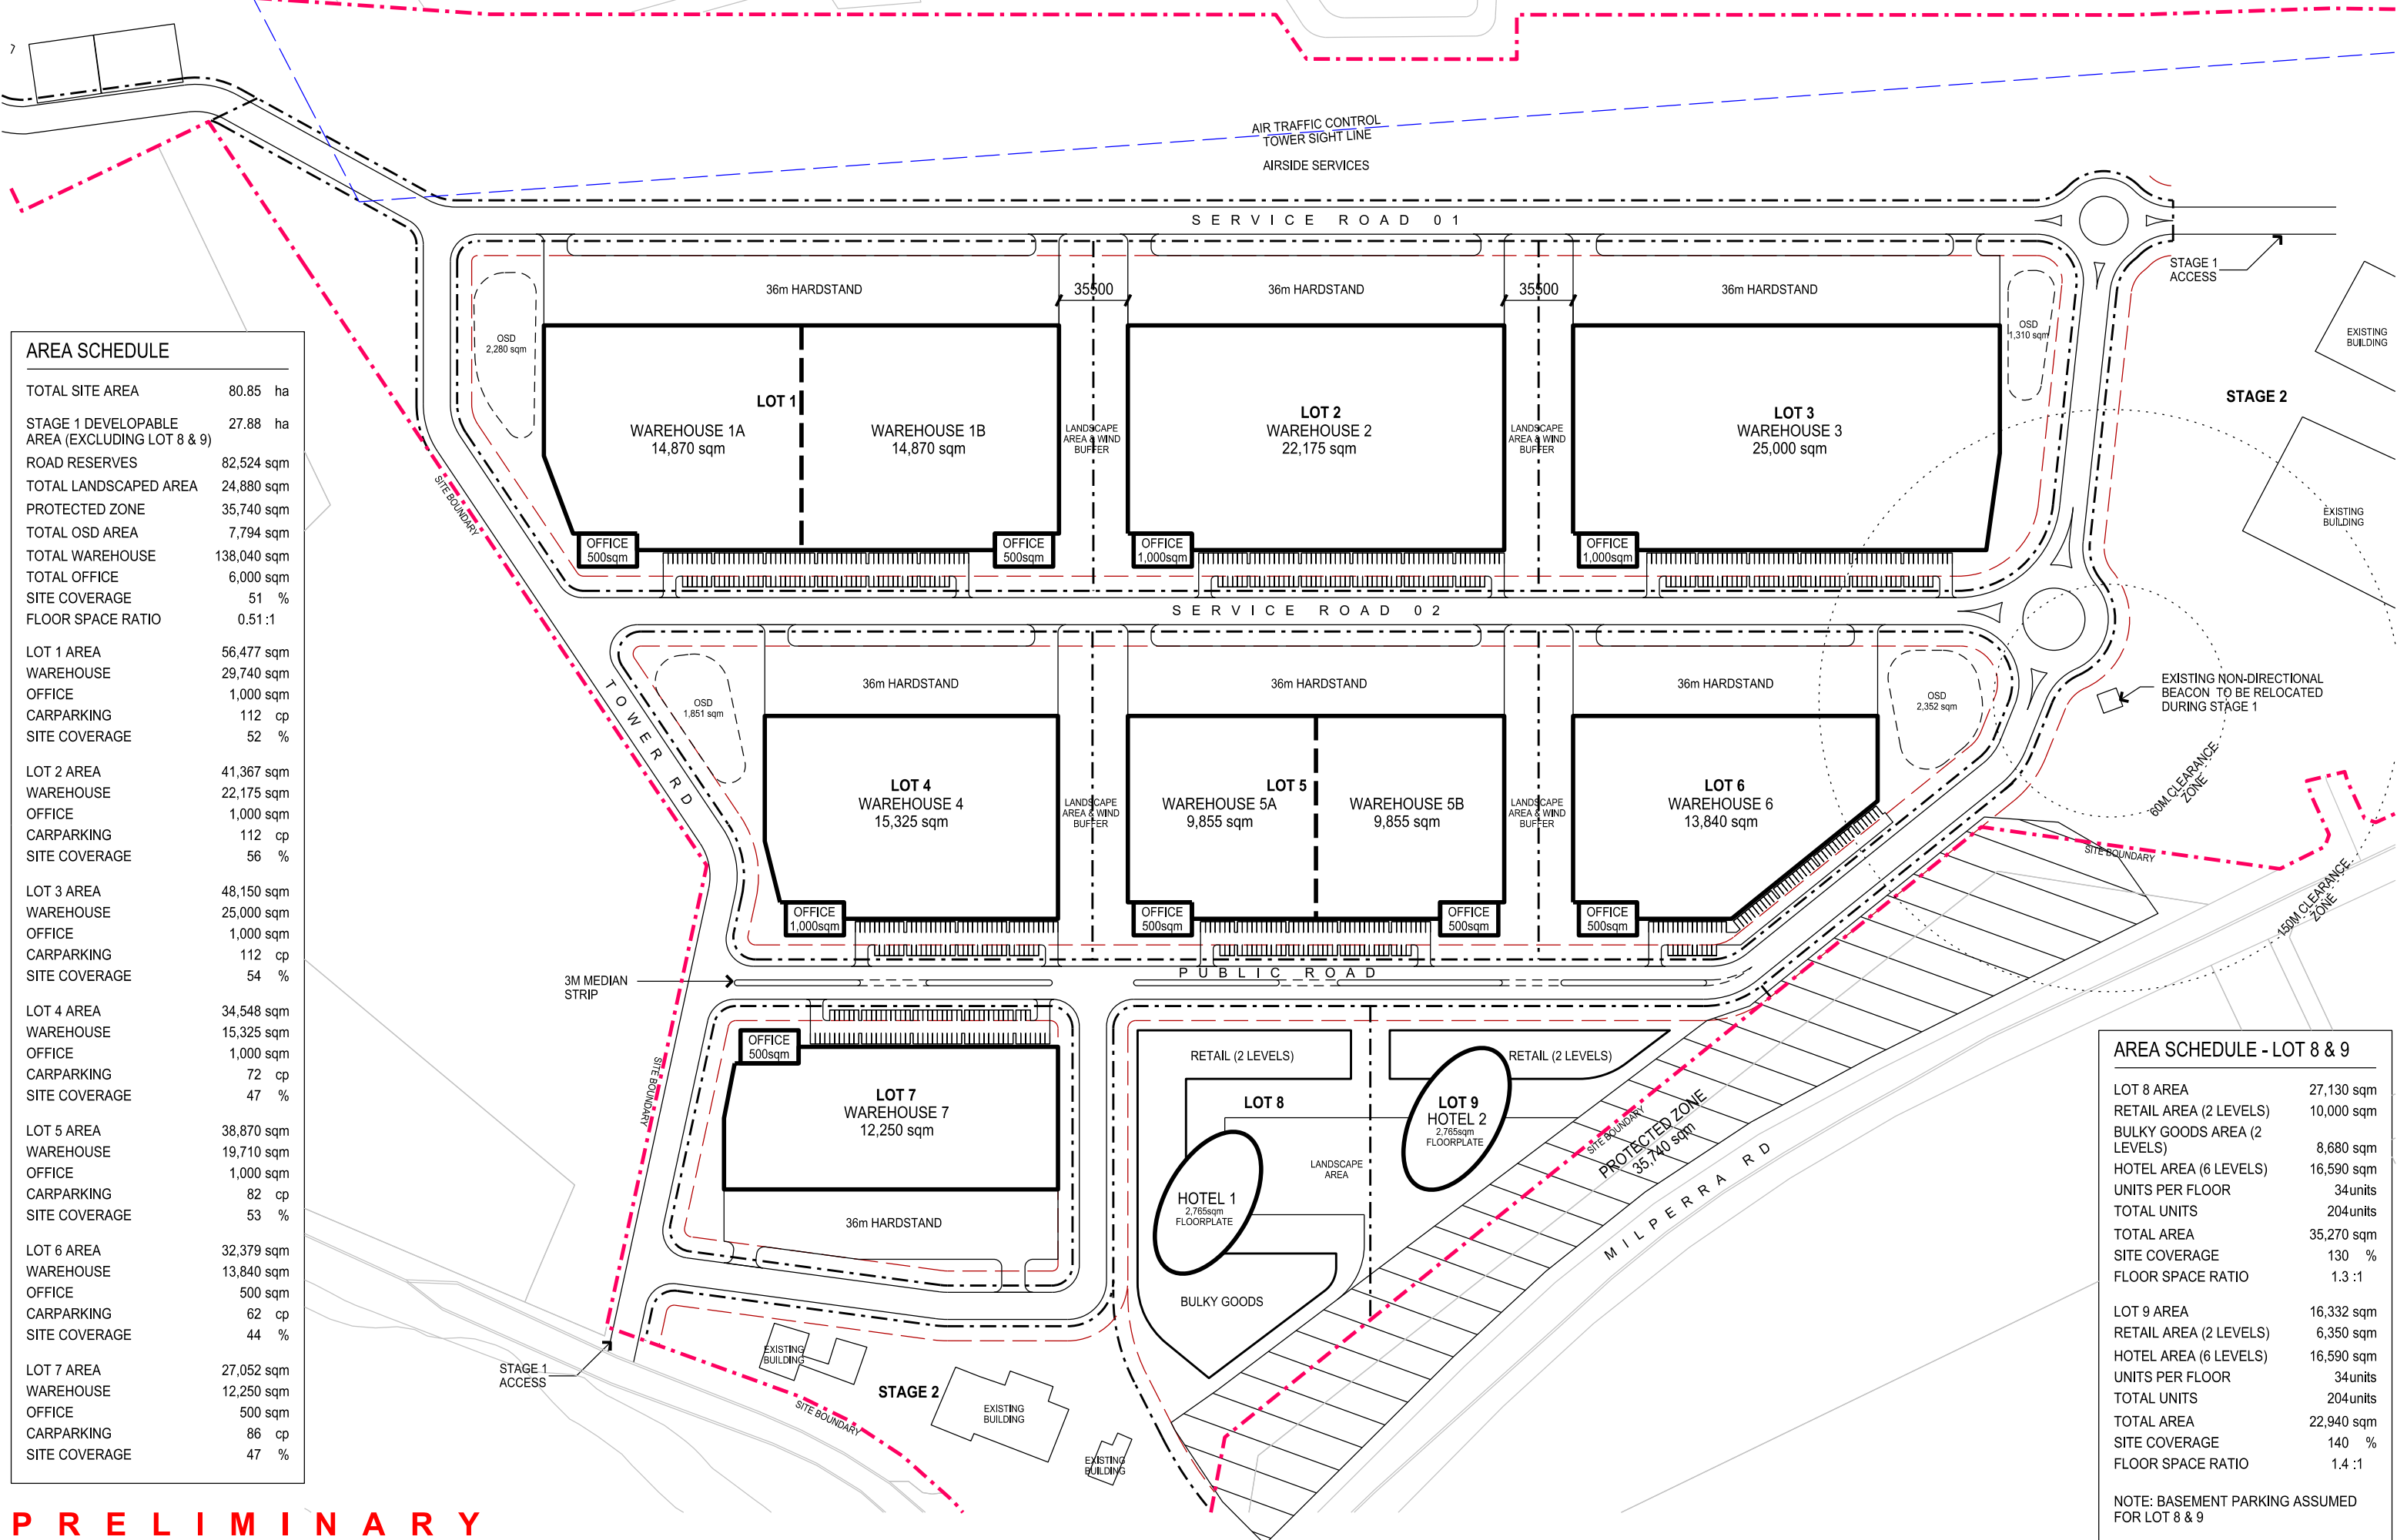 AIR TRAFFIC CONTROL
TOWER SIGHT LINE
AIRSIDE SERVICES
SERVICE ROAD 01
STAGE 1
ACCESS
36m HARDSTAND
35500
36m HARDSTAND
35500
36m HARDSTAND
OSD
2,280 sqm
OSD
1,310 sqm
EXISTING
BUILDING
STAGE 2
EXISTING
BUILDING
LOT 1
WAREHOUSE 1A
14,870 sqm
WAREHOUSE 1B
14,870 sqm
LANDSCAPE
AREA & WIND
BUFFER
LOT 2
WAREHOUSE 2
22,175 sqm
LANDSCAPE
AREA & WIND
BUFFER
LOT 3
WAREHOUSE 3
25,000 sqm
SITE BOUNDARY
OFFICE
500sqm
OFFICE
500sqm
OFFICE
1,000sqm
OFFICE
1,000sqm
SERVICE ROAD 02
TOWER RD
OSD
1,851 sqm
36m HARDSTAND
36m HARDSTAND
36m HARDSTAND
OSD
2,352 sqm
EXISTING NON-DIRECTIONAL
BEACON TO BE RELOCATED
DURING STAGE 1
60M CLEARANCE
ZONE
150M CLEARANCE
ZONE
SITE BOUNDARY
LOT 4
WAREHOUSE 4
15,325 sqm
LANDSCAPE
AREA & WIND
BUFFER
LOT 5
WAREHOUSE 5A
9,855 sqm
WAREHOUSE 5B
9,855 sqm
LANDSCAPE
AREA & WIND
BUFFER
LOT 6
WAREHOUSE 6
13,840 sqm
OFFICE
1,000sqm
OFFICE
500sqm
OFFICE
500sqm
OFFICE
500sqm
PUBLIC ROAD
3M MEDIAN
STRIP
OFFICE
500sqm
LOT 7
WAREHOUSE 7
12,250 sqm
36m HARDSTAND
SITE BOUNDARY
RETAIL (2 LEVELS)
RETAIL (2 LEVELS)
LOT 8
LOT 9
HOTEL 2
2,765sqm
FLOORPLATE
LANDSCAPE
AREA
HOTEL 1
2,765sqm
FLOORPLATE
BULKY GOODS
SITE BOUNDARY
PROTECTED ZONE
35,740 sqm
MILPERRA RD
STAGE 1
ACCESS
EXISTING
BUILDING
STAGE 2
SITE BOUNDARY
EXISTING
BUILDING
EXISTING
BUILDING
AREA SCHEDULE
TOTAL SITE AREA 80.85 ha
STAGE 1 DEVELOPABLE 27.88 ha
AREA (EXCLUDING LOT 8 & 9)
ROAD RESERVES 82,524 sqm
TOTAL LANDSCAPED AREA 24,880 sqm
PROTECTED ZONE 35,740 sqm
TOTAL OSD AREA 7,794 sqm
TOTAL WAREHOUSE 138,040 sqm
TOTAL OFFICE 6,000 sqm
SITE COVERAGE 51 %
FLOOR SPACE RATIO 0.51:1
LOT 1 AREA 56,477 sqm
WAREHOUSE 29,740 sqm
OFFICE 1,000 sqm
CARPARKING 112 cp
SITE COVERAGE 52 %
LOT 2 AREA 41,367 sqm
WAREHOUSE 22,175 sqm
OFFICE 1,000 sqm
CARPARKING 112 cp
SITE COVERAGE 56 %
LOT 3 AREA 48,150 sqm
WAREHOUSE 25,000 sqm
OFFICE 1,000 sqm
CARPARKING 112 cp
SITE COVERAGE 54 %
LOT 4 AREA 34,548 sqm
WAREHOUSE 15,325 sqm
OFFICE 1,000 sqm
CARPARKING 72 cp
SITE COVERAGE 47 %
LOT 5 AREA 38,870 sqm
WAREHOUSE 19,710 sqm
OFFICE 1,000 sqm
CARPARKING 82 cp
SITE COVERAGE 53 %
LOT 6 AREA 32,379 sqm
WAREHOUSE 13,840 sqm
OFFICE 500 sqm
CARPARKING 62 cp
SITE COVERAGE 44 %
LOT 7 AREA 27,052 sqm
WAREHOUSE 12,250 sqm
OFFICE 500 sqm
CARPARKING 86 cp
SITE COVERAGE 47 %
AREA SCHEDULE - LOT 8 & 9
LOT 8 AREA 27,130 sqm
RETAIL AREA (2 LEVELS) 10,000 sqm
BULKY GOODS AREA (2
LEVELS) 8,680 sqm
HOTEL AREA (6 LEVELS) 16,590 sqm
UNITS PER FLOOR 34units
TOTAL UNITS 204units
TOTAL AREA 35,270 sqm
SITE COVERAGE 130 %
FLOOR SPACE RATIO 1.3 :1
LOT 9 AREA 16,332 sqm
RETAIL AREA (2 LEVELS) 6,350 sqm
HOTEL AREA (6 LEVELS) 16,590 sqm
UNITS PER FLOOR 34units
TOTAL UNITS 204units
TOTAL AREA 22,940 sqm
SITE COVERAGE 140 %
FLOOR SPACE RATIO 1.4 :1
NOTE: BASEMENT PARKING ASSUMED
FOR LOT 8 & 9
PRELIMINARY